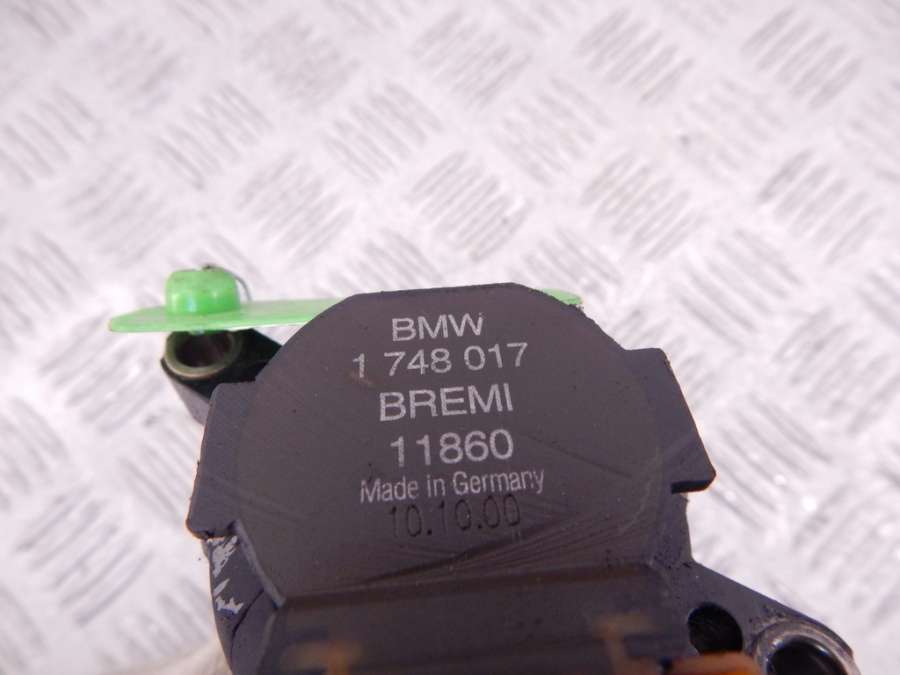 BMW
1 748 017
BREMI
11860
Made in Germany
10.10.00